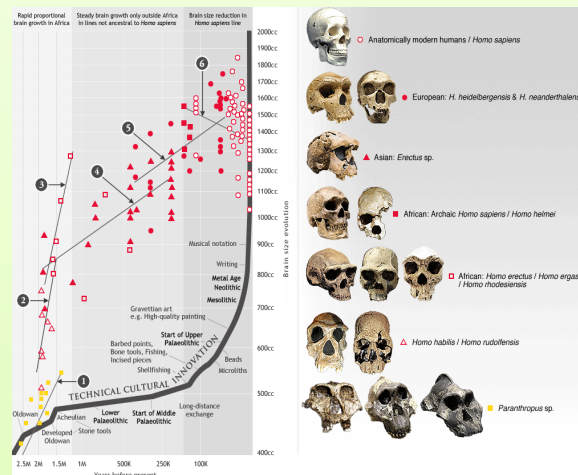 Rapid proportional
brain growth in Africa
Steady brain growth only outside Africa
in lines not ancestral to Homo sapiens
Brain size reduction in
Homo sapiens line
2000cc
1900cc
1800cc
1700cc
1600cc
1500cc
1400cc
1300cc
1200cc
1100cc
1000cc
900cc
800cc
700cc
600cc
500cc
400cc
Brain size evolution
6
5
4
3
2
1
Musical notation
Writing
Metal Age
Neolithic
Mesolithic
Gravettian art
e.g. High-quality painting
Start of Upper
Palaeolithic
Barbed points,
Bone tools, Fishing,
Incised pieces
Shellfishing
Beads
Microliths
TECHNICAL CULTURAL INNOVATION
Long-distance
exchange
Oldowan
Developed
Oldowan
Acheulian
Stone tools
Lower
Palaeolithic
Start of Middle
Palaeolithic
2.5M
2M
1.5M
1M
500K
250K
100K
Years before present
Anatomically modern humans / Homo sapiens
European: H. heidelbergensis & H. neanderthalens
Asian: Erectus sp.
African: Archaic Homo sapiens / Homo helmei
African: Homo erectus / Homo ergas
/ Homo rhodesiensis
Homo habilis / Homo rudolfensis
Paranthropus sp.